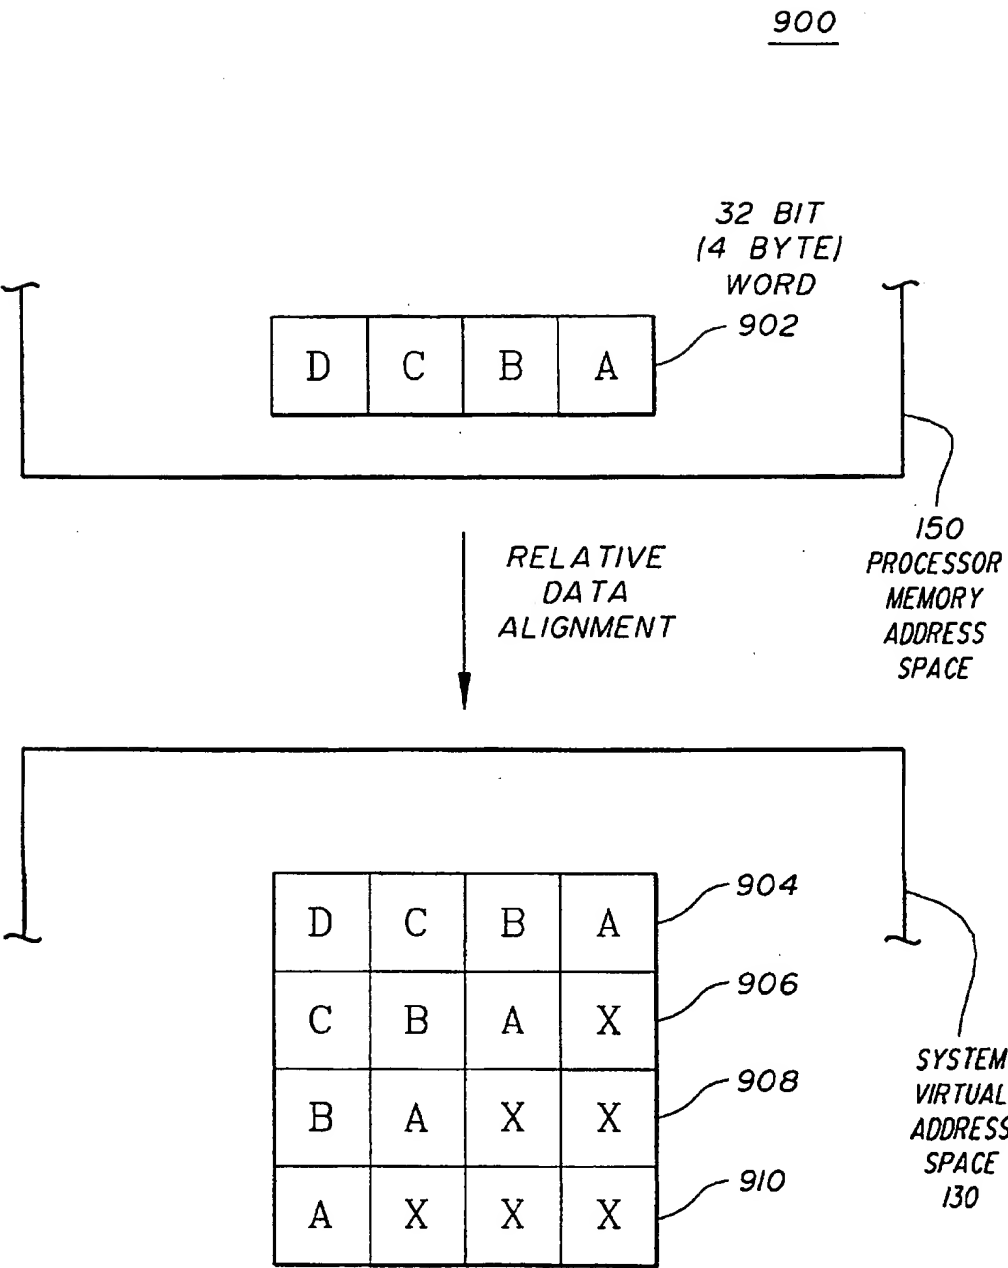 900
32 BIT
(4 BYTE)
WORD
902
D C B A
150
PROCESSOR
MEMORY
ADDRESS
SPACE
RELATIVE
DATA
ALIGNMENT
904
D C B A
906
C B A X
908
B A X X
910
A X X X
SYSTEM
VIRTUAL
ADDRESS
SPACE
130